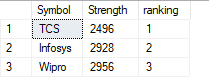 Symbol Strength ranking
1 TCS 2496 1
2 Infosys 2928 2
3 Wipro 2956 3